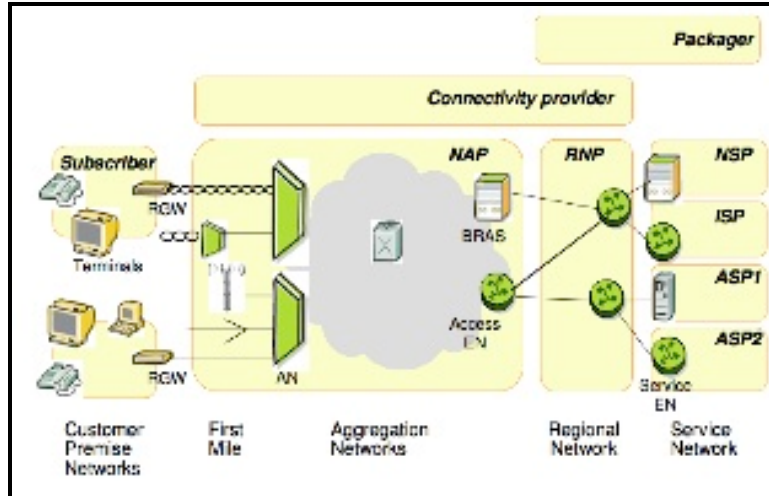 Packager
Connectivity provider
Subscriber
NAP
RNP
NSP
RGW
BRAS
ISP
Terminals
ASP1
Access
EN
ASP2
RGW
AN
Service
EN
Customer
Premise
Networks
First
Mile
Aggregation
Networks
Regional
Network
Service
Network